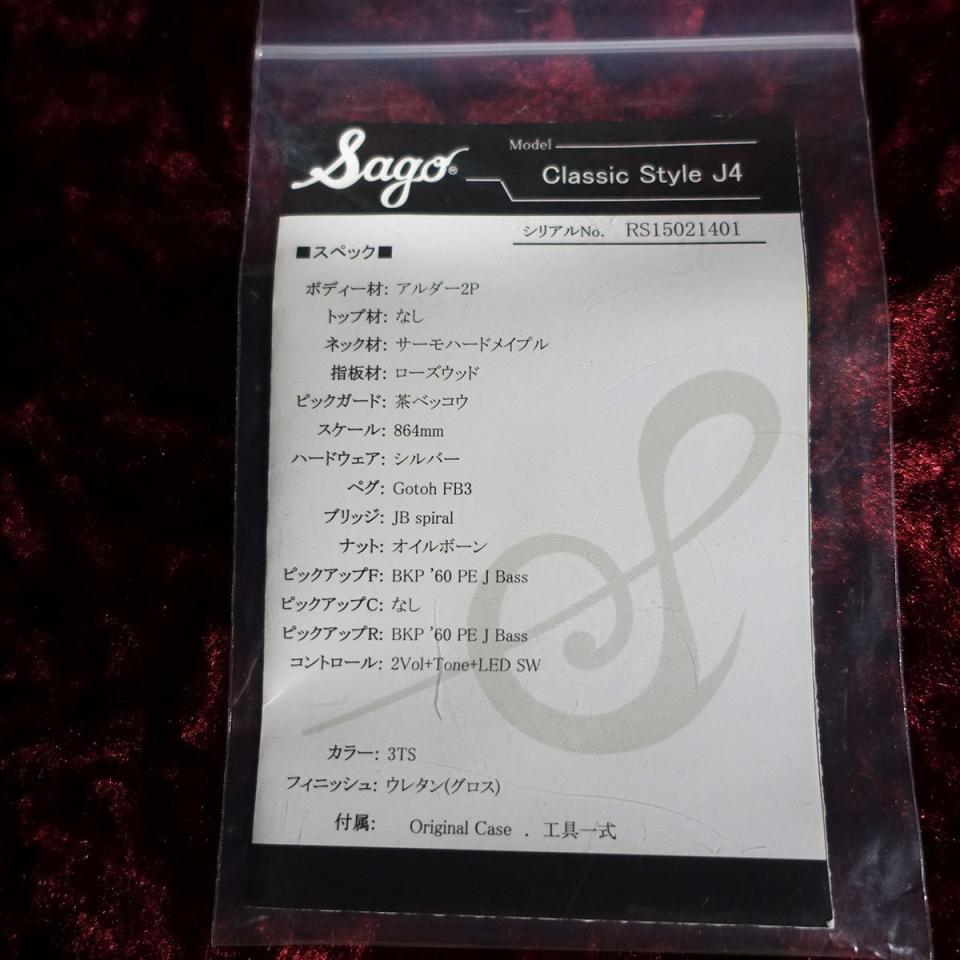 Sago®
Model
Classic Style J4
シリアルNo. RS15021401
■スペック■
ボディー材: アルダー2P
トップ材: なし
ネック材: サーモハードメイプル
指板材: ローズウッド
ピックガード: 茶ベッコウ
スケール: 864mm
ハードウェア: シルバー
ペグ: Gotoh FB3
ブリッジ: JB spiral
ナット: オイルボーン
ピックアップF: BKP '60 PE J Bass
ピックアップC: なし
ピックアップR: BKP '60 PE J Bass
コントロール: 2Vol+Tone+LED SW
カラー: 3TS
フィニッシュ: ウレタン(グロス)
付属: Original Case . 工具一式